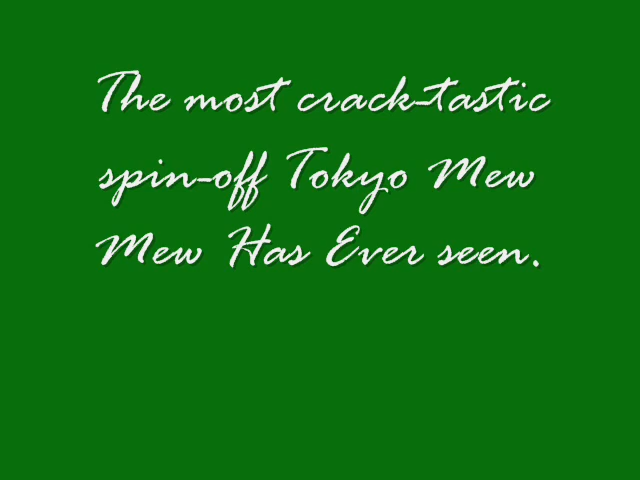 The most crack-tastic
spin-off Tokyo Mew
Mew Has Ever seen.